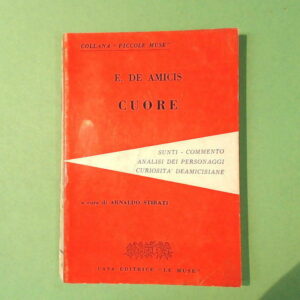 COLLANA " PICCOLE MUSE"
E. DE AMICIS
CUORE
SUNTI - COMMENTO
ANALISI DEI PERSONAGGI
CURIOSITA' DEAMICISIANE
a cura di ARNALDO STIRATI
CASA EDITRICE "LE MUSE"